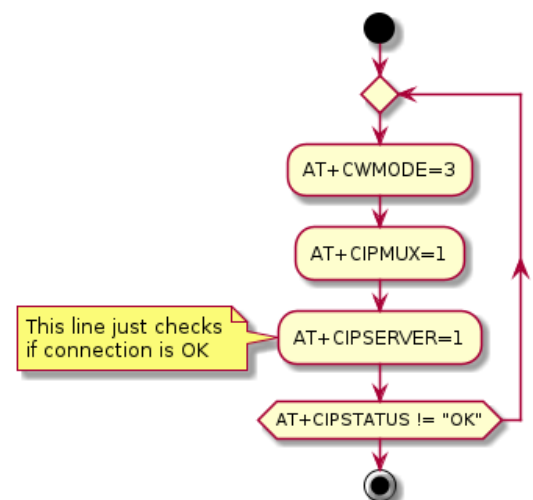 AT+CWMODE=3
AT+CIPMUX=1
This line just checks
if connection is OK
AT+CIPSERVER=1
AT+CIPSTATUS != "OK"